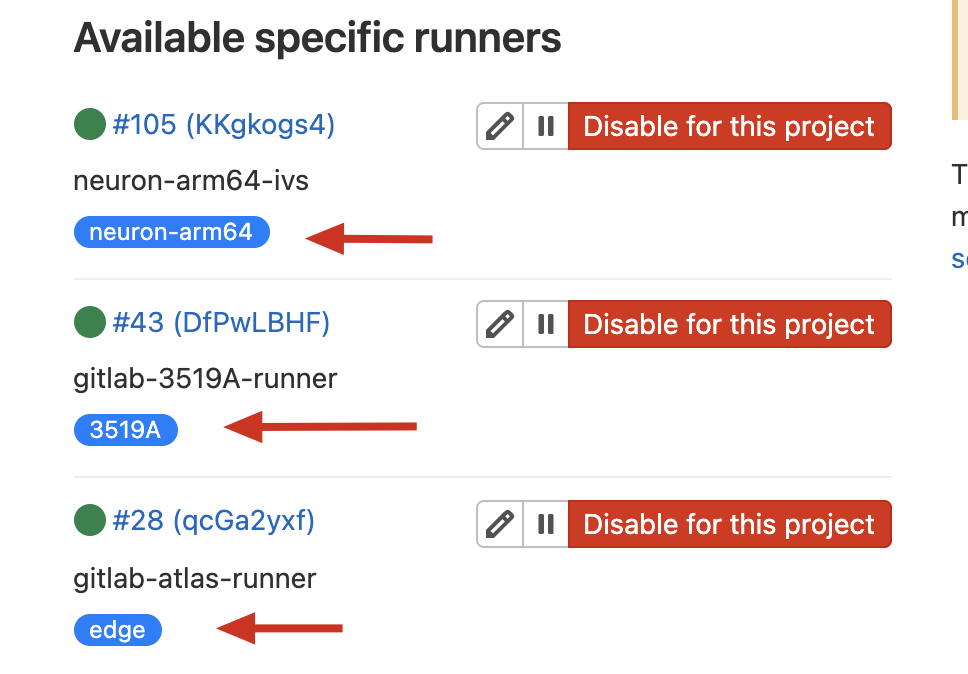 Available specific runners
#105 (KKgkogs4)
Disable for this project
neuron-arm64-ivs
neuron-arm64
#43 (DfPwLBHF)
Disable for this project
gitlab-3519A-runner
3519A
#28 (qcGa2yxf)
Disable for this project
gitlab-atlas-runner
edge